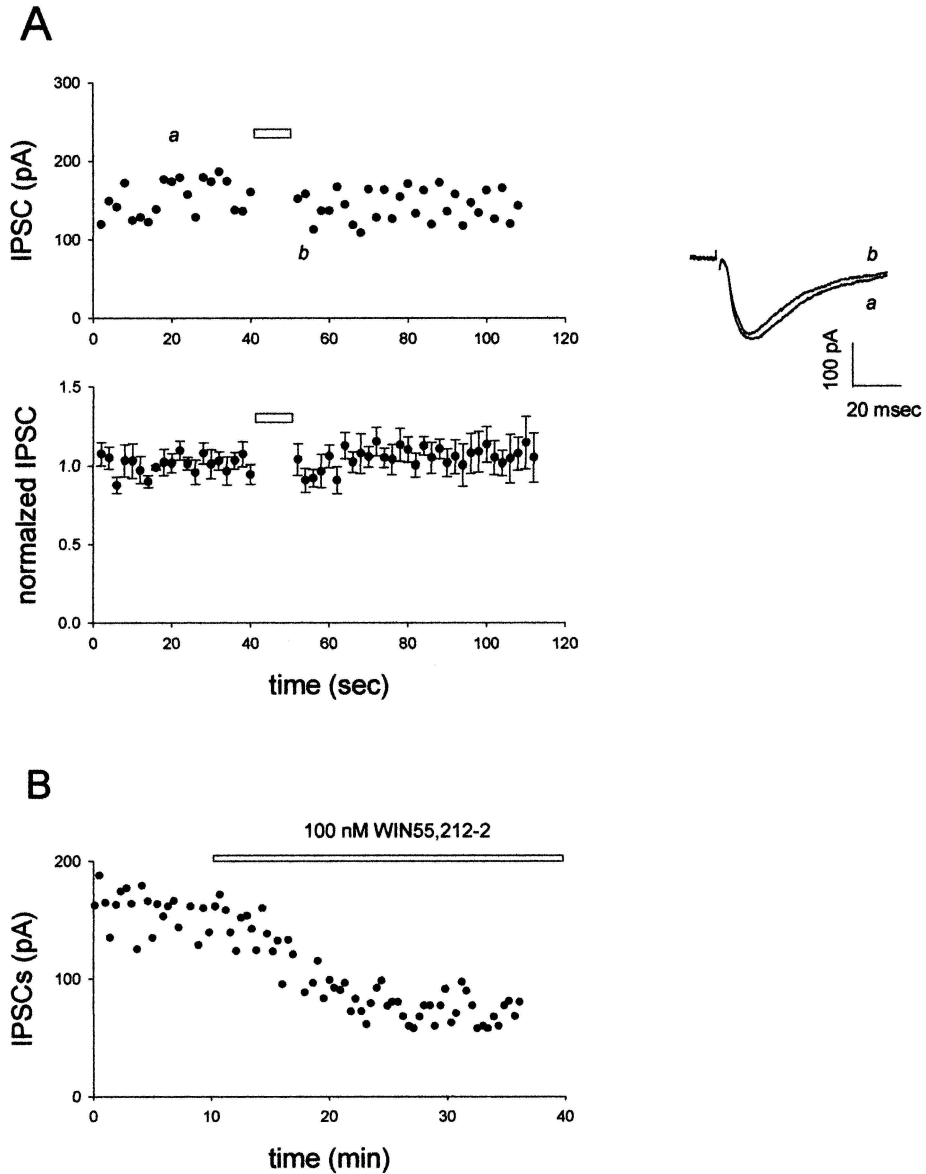 A
300
200
100
0
IPSC (pA)
a
b
0 20 40 60 80 100 120
b
a
100 pA
20 msec
1.5
1.0
0.5
0.0
normalzed IPSC
0 20 40 60 80 100 120
time (sec)
B
100 nM WIN55,212-2
200
100
0
IPSCs (pA)
0 10 20 30 40
time (min)